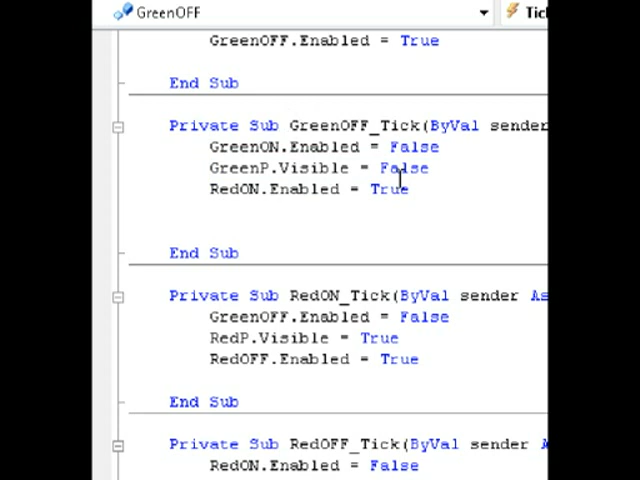 GreenOFF
GreenOFF.Enabled = True
End Sub
Private Sub GreenOFF_Tick(ByVal sender
GreenON.Enabled = False
GreenP.Visible = False
RedON.Enabled = True
End Sub
Private Sub RedON_Tick(ByVal sender As
GreenOFF.Enabled = False
RedP.Visible = True
RedOFF.Enabled = True
End Sub
Private Sub RedOFF_Tick(ByVal sender
RedON.Enabled = False